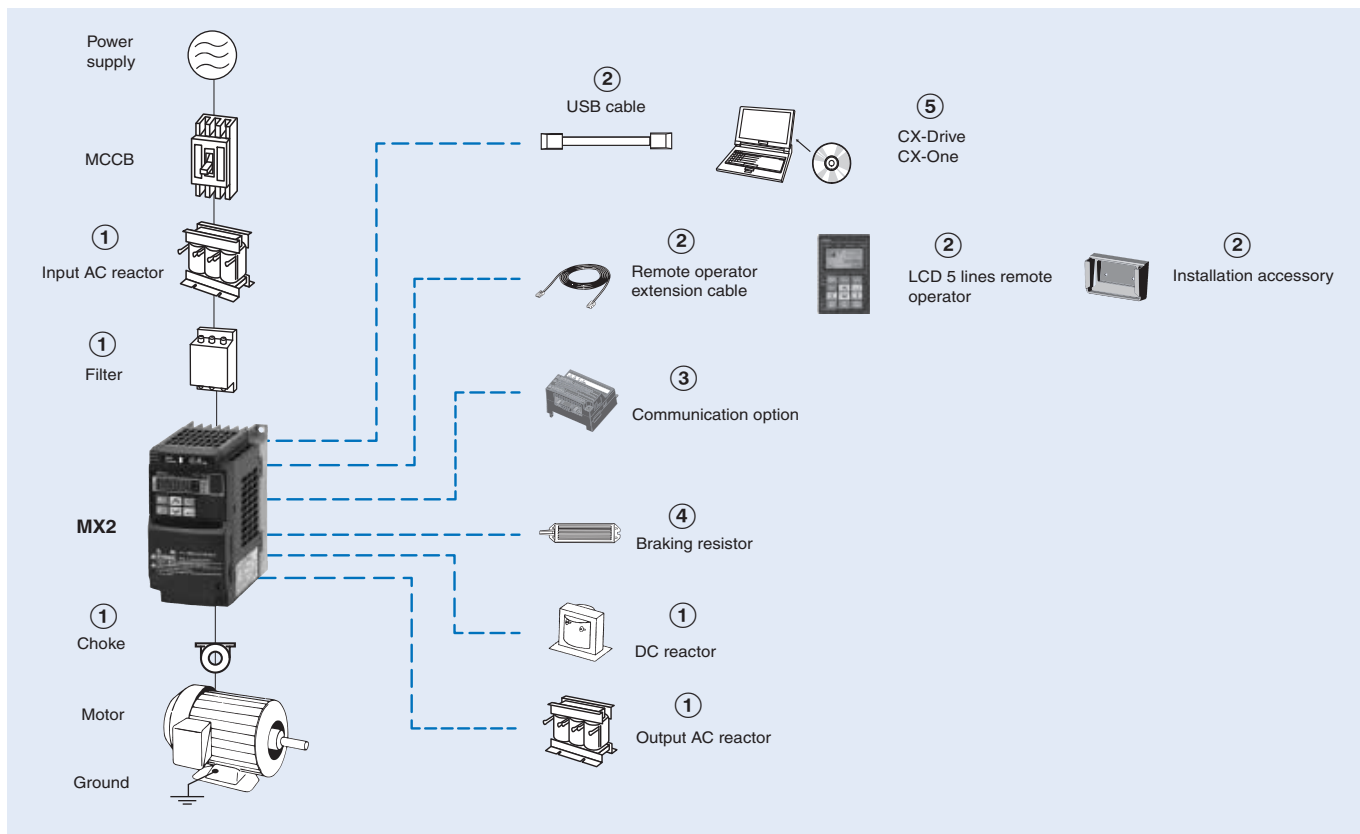 Power
supply
MCCB
1
Input AC reactor
1
Filter
MX2
1
Choke
Motor
Ground
2
USB cable
5
CX-Drive
CX-One
2
Remote operator
extension cable
2
LCD 5 lines remote
operator
2
Installation accessory
3
Communication option
4
Braking resistor
1
DC reactor
1
Output AC reactor